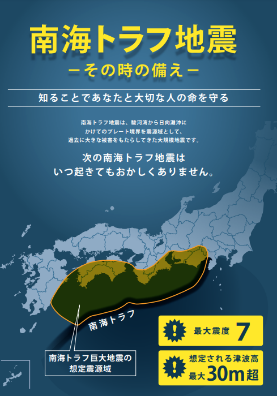 南海トラフ地震
－その時の備え－
知ることであなたと大切な人の命を守る
南海トラフ地震は、駿河湾から日向灘沖に
かけてのプレート境界を震源域として、
過去に大きな被害をもたらしてきた大規模地震です。
次の南海トラフ地震は
いつ起きてもおかしくありません。
南海トラフ
南海トラフ巨大地震の
想定震源域
最大震度 7
想定される津波高
最大30m超